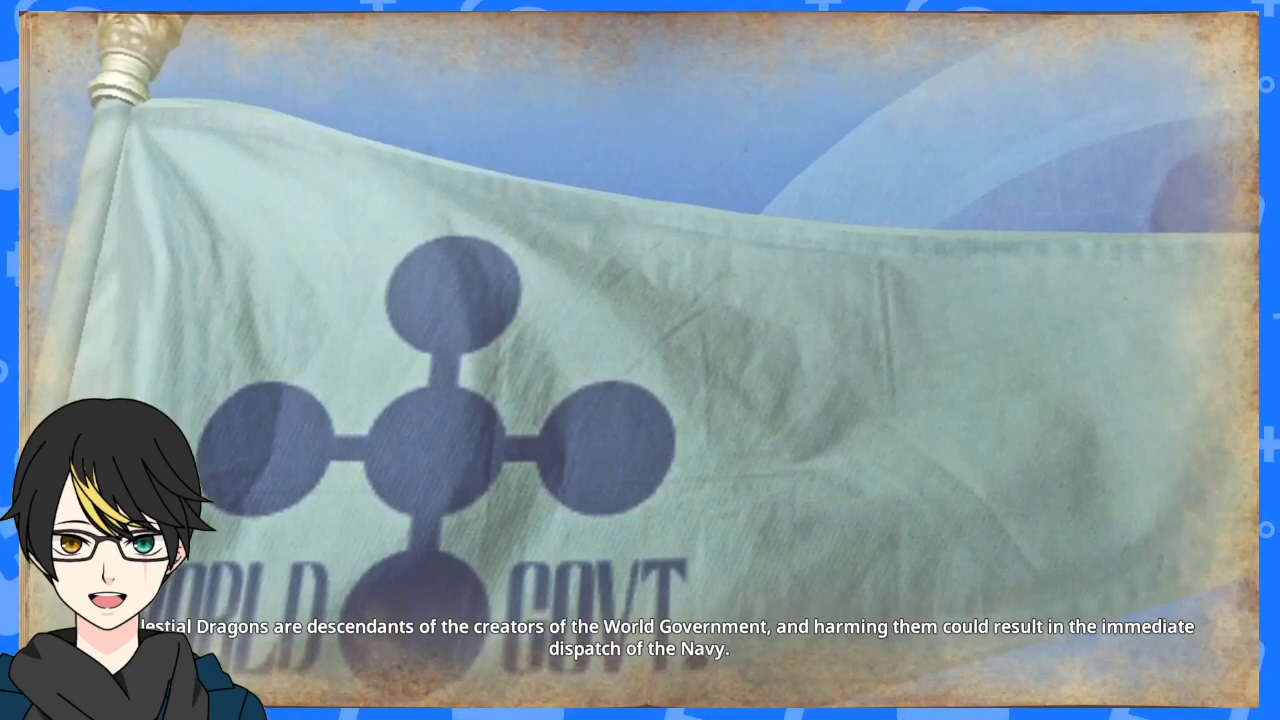 WORLD GOVT.
lestial Dragons are descendants of the creators of the World Government, and harming them could result in the immediate
dispatch of the Navy.